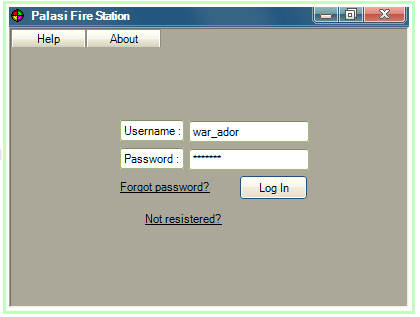 Palasi Fire Station
Help About
Username : war_ador
Password : *******
Forgot password? Log In
Not resistered?